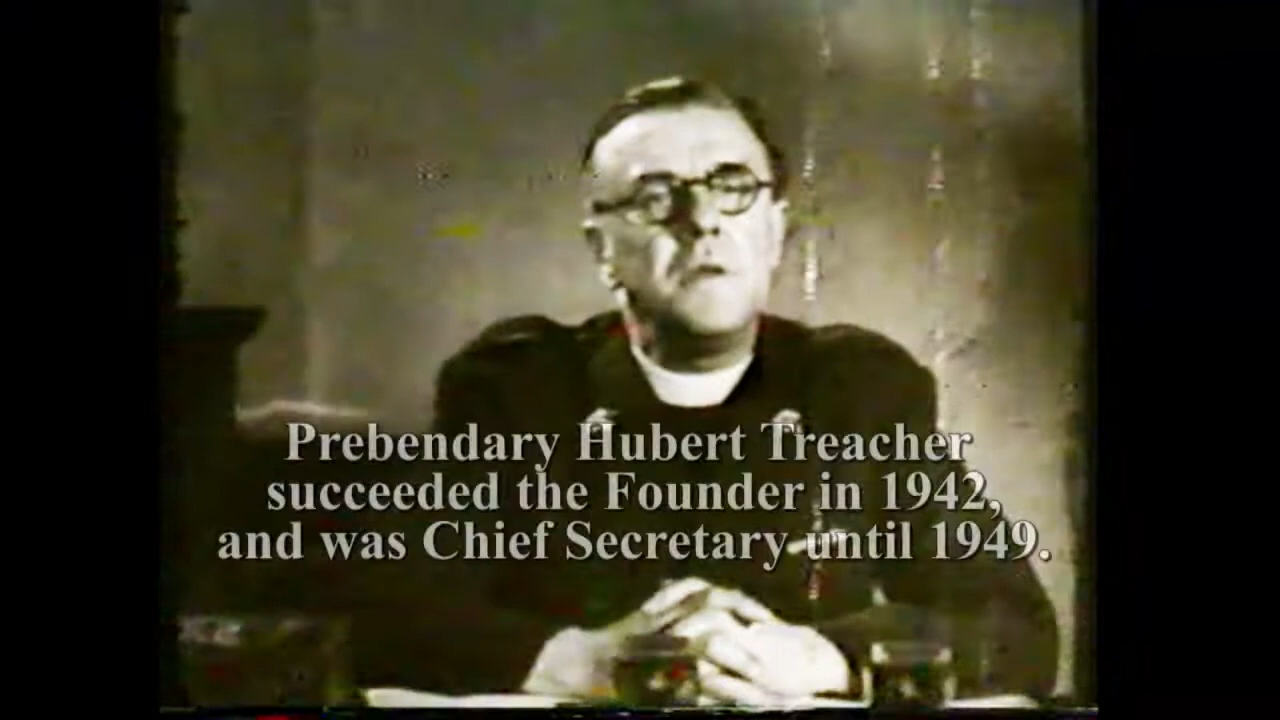 Prebendary Hubert Treacher
succeeded the Founder in 1942,
and was Chief Secretary until 1949.